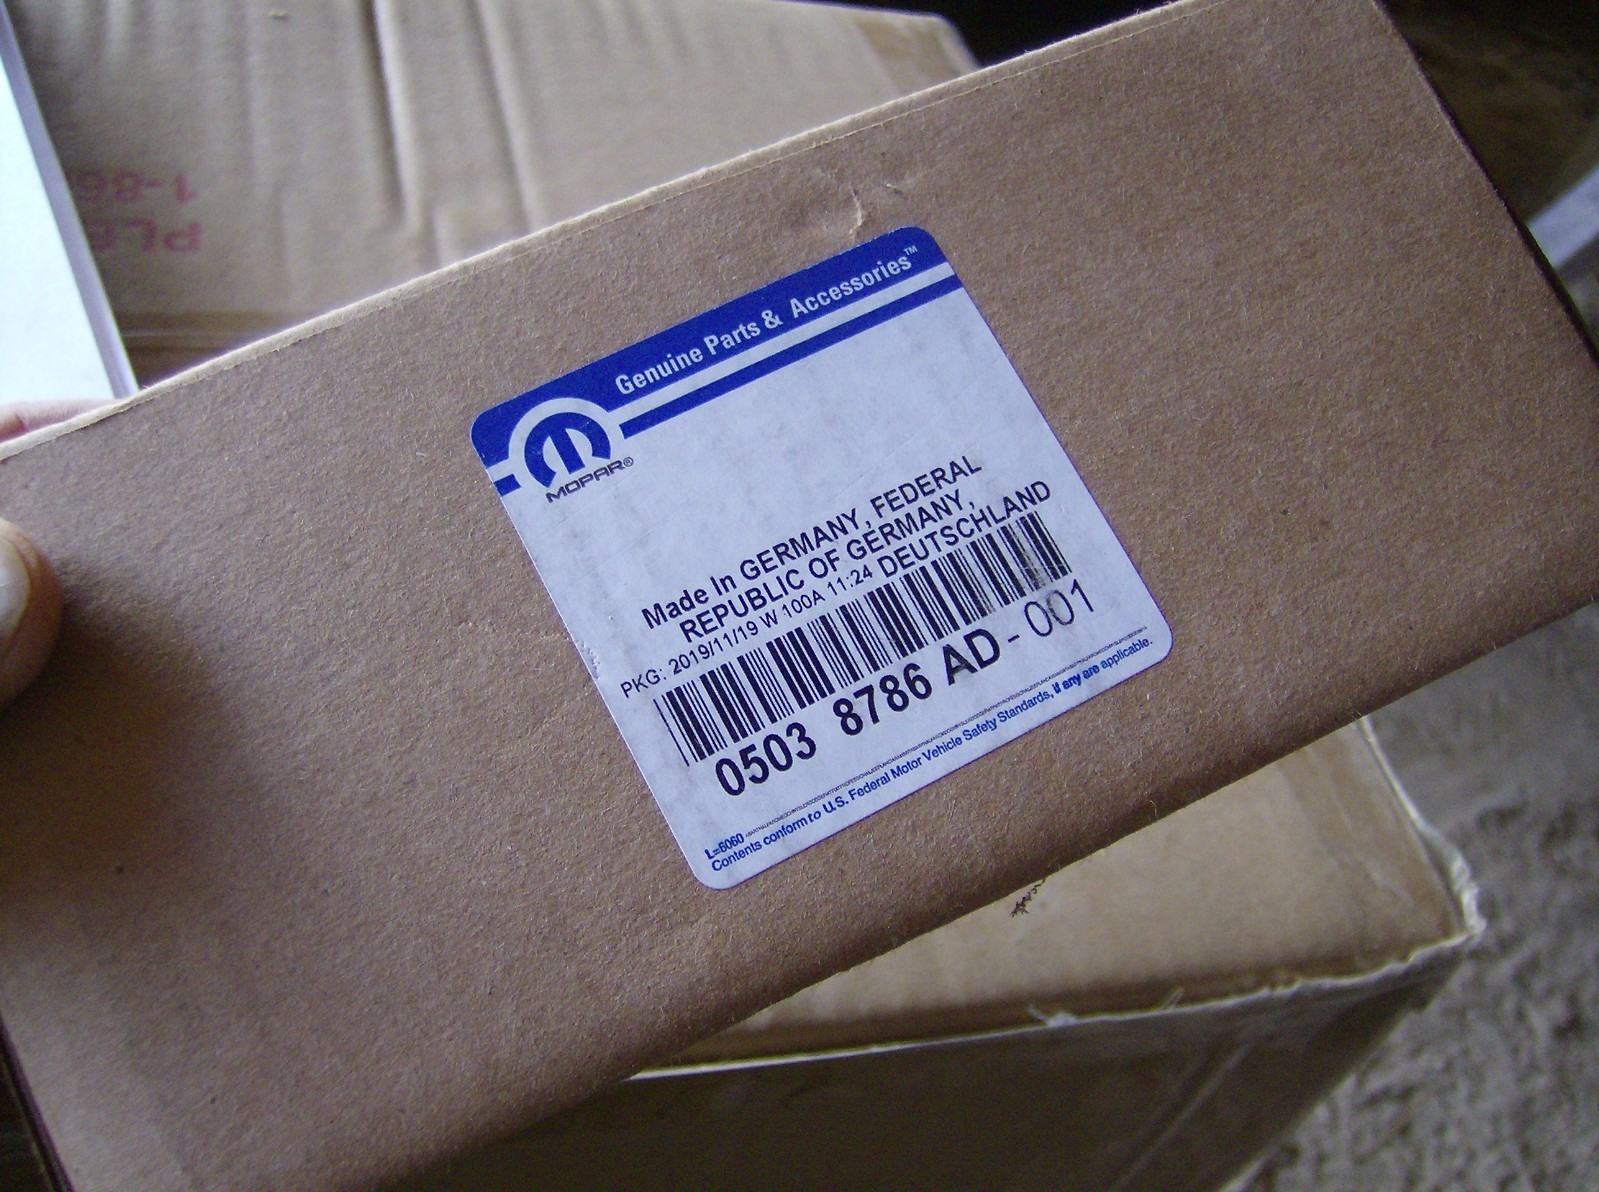 Genuine Parts & Accessories™
MOPAR®
Made In GERMANY, FEDERAL
REPUBLIC OF GERMANY,
PKG: 2019/11/19 W 100A 11:24 DEUTSCHLAND
0503 8786 AD - 001
L=6060
Contents conform to U.S. Federal Motor Vehicle Safety Standards, if any are applicable.